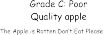 Grade C: Poor
Quality apple
The Apple is Rotten Don't Eat Please